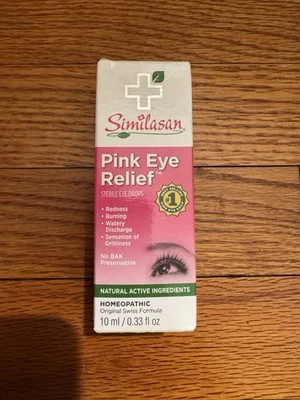 Similasan
Pink Eye
Relief™
STERILE EYE DROPS
• Redness
• Burning
• Watery
Discharge
• Sensation of
Grittiness
#1
No BAK
Preservative
NATURAL ACTIVE INGREDIENTS
HOMEOPATHIC
Original Swiss Formula
10 ml / 0.33 fl oz